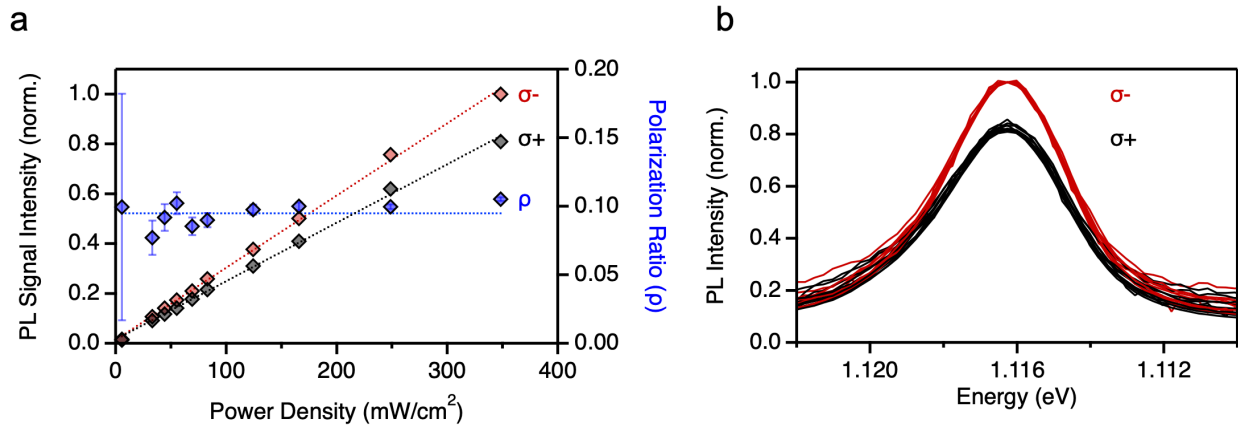 a
PL Signal Intensity (norm.)
1.0
0.8
0.6
0.4
0.2
0.0
0
100
200
300
400
Power Density (mW/cm²)
0.20
0.15
0.10
0.05
0.00
Polarization Ratio (ρ)
σ-
σ+
ρ
b
PL Intensity (norm.)
1.0
0.8
0.6
0.4
0.2
0.0
1.120
1.116
1.112
Energy (eV)
σ-
σ+